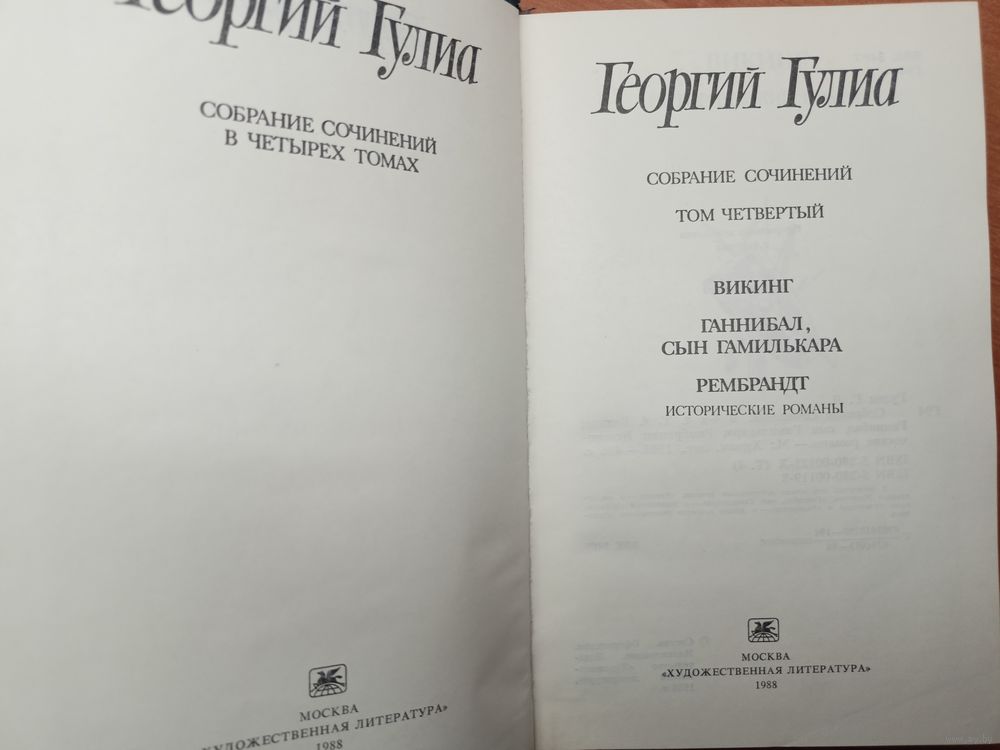 Георгий Гулиа
СОБРАНИЕ СОЧИНЕНИЙ
В ЧЕТЫРЕХ ТОМАХ
МОСКВА
«ХУДОЖЕСТВЕННАЯ ЛИТЕРАТУРА»
1988
Георгий Гулиа
СОБРАНИЕ СОЧИНЕНИЙ
ТОМ ЧЕТВЕРТЫЙ
ВИКИНГ
ГАННИБАЛ,
СЫН ГАМИЛЬКАРА
РЕМБРАНДТ
ИСТОРИЧЕСКИЕ РОМАНЫ
МОСКВА
«ХУДОЖЕСТВЕННАЯ ЛИТЕРАТУРА»
1988